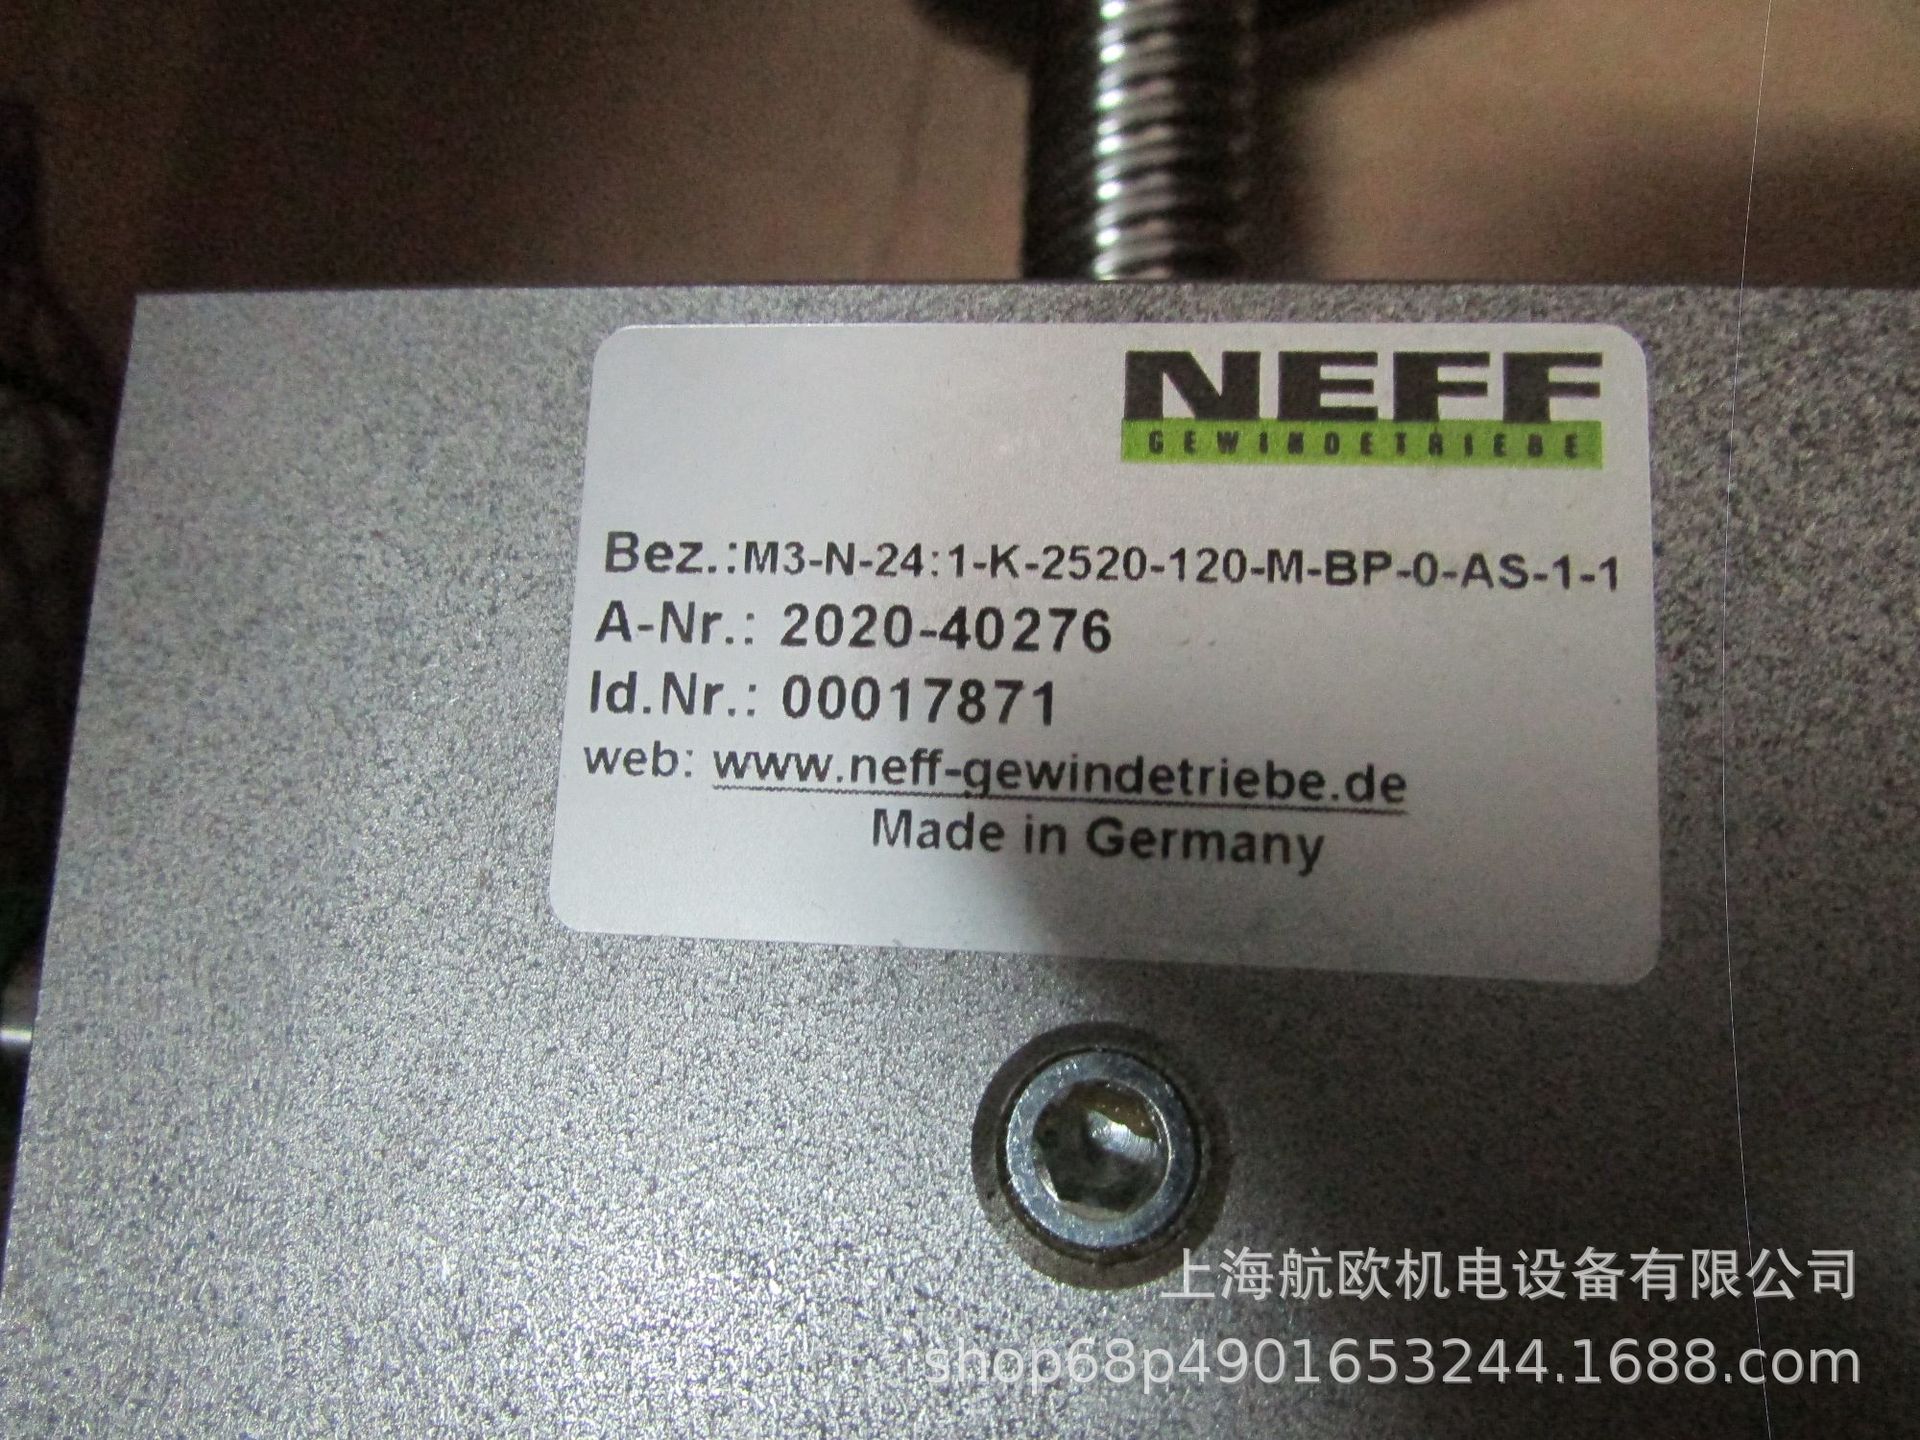 NEFF
GEWINDETRIEBE
Bez.:M3-N-24:1-K-2520-120-M-BP-0-AS-1-1
A-Nr.: 2020-40276
Id.Nr.: 00017871
web: www.neff-gewindetriebe.de
Made in Germany
上海航欧机电设备有限公司
shop68p4901653244.1688.com